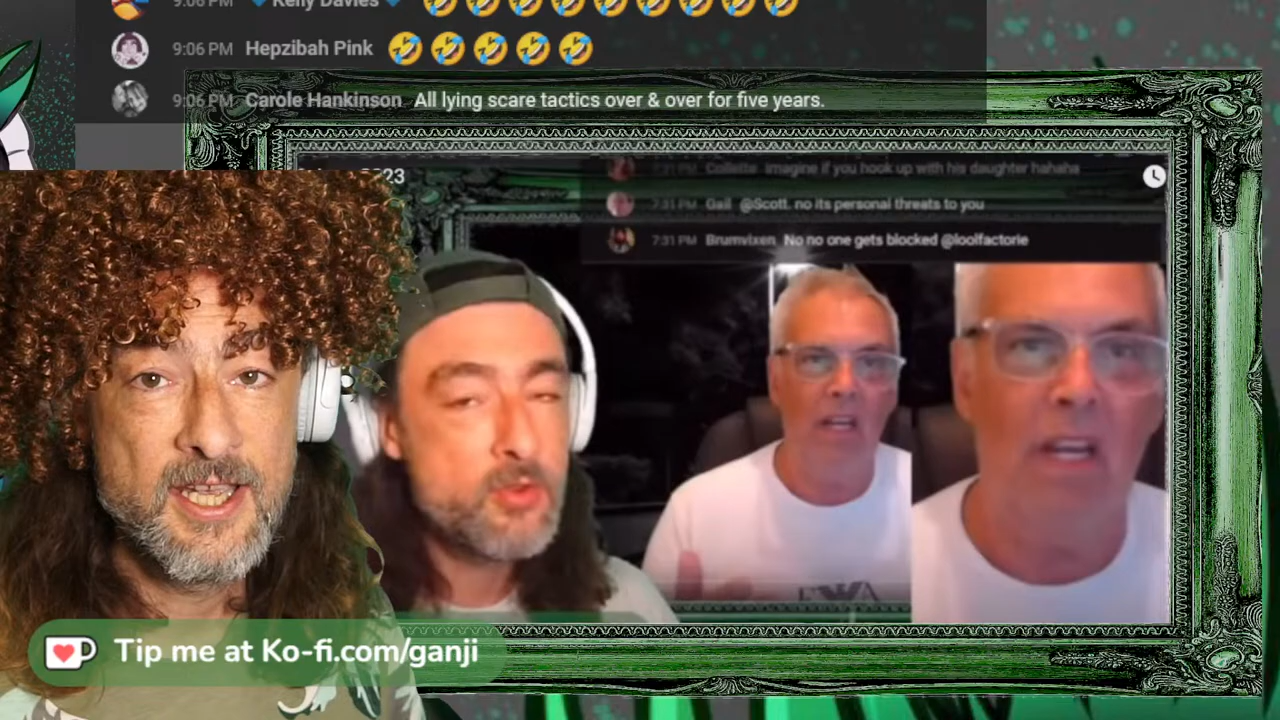 9:06 PM Kelly Davies
9:06 PM Hepzibah Pink
9:06 PM Carole Hankinson All lying scare tactics over & over for five years.
23
7:31 PM Collette imagine if you hook up with his daughter hahaha
7:31 PM Gail @Scott. no its personal threats to you
7:31 PM Brumvixen No no one gets blocked @loolfactorie
Tip me at Ko-fi.com/ganji